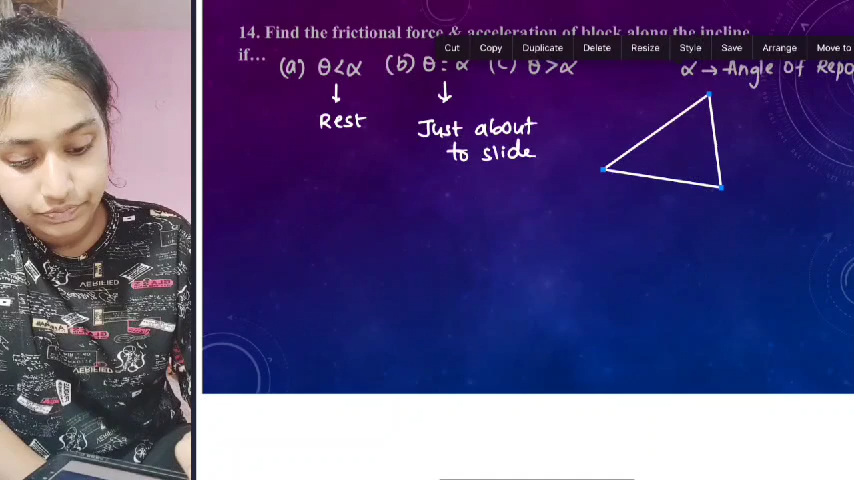 14. Find the frictional force & acceleration of block along the incline
if...
Cut Copy Duplicate Delete Resize Style Save Arrange Move to
(a) θ<α (b) θ = α (c) θ>α
α → Angle Of Repo
↓ ↓
Rest
Just about
to slide